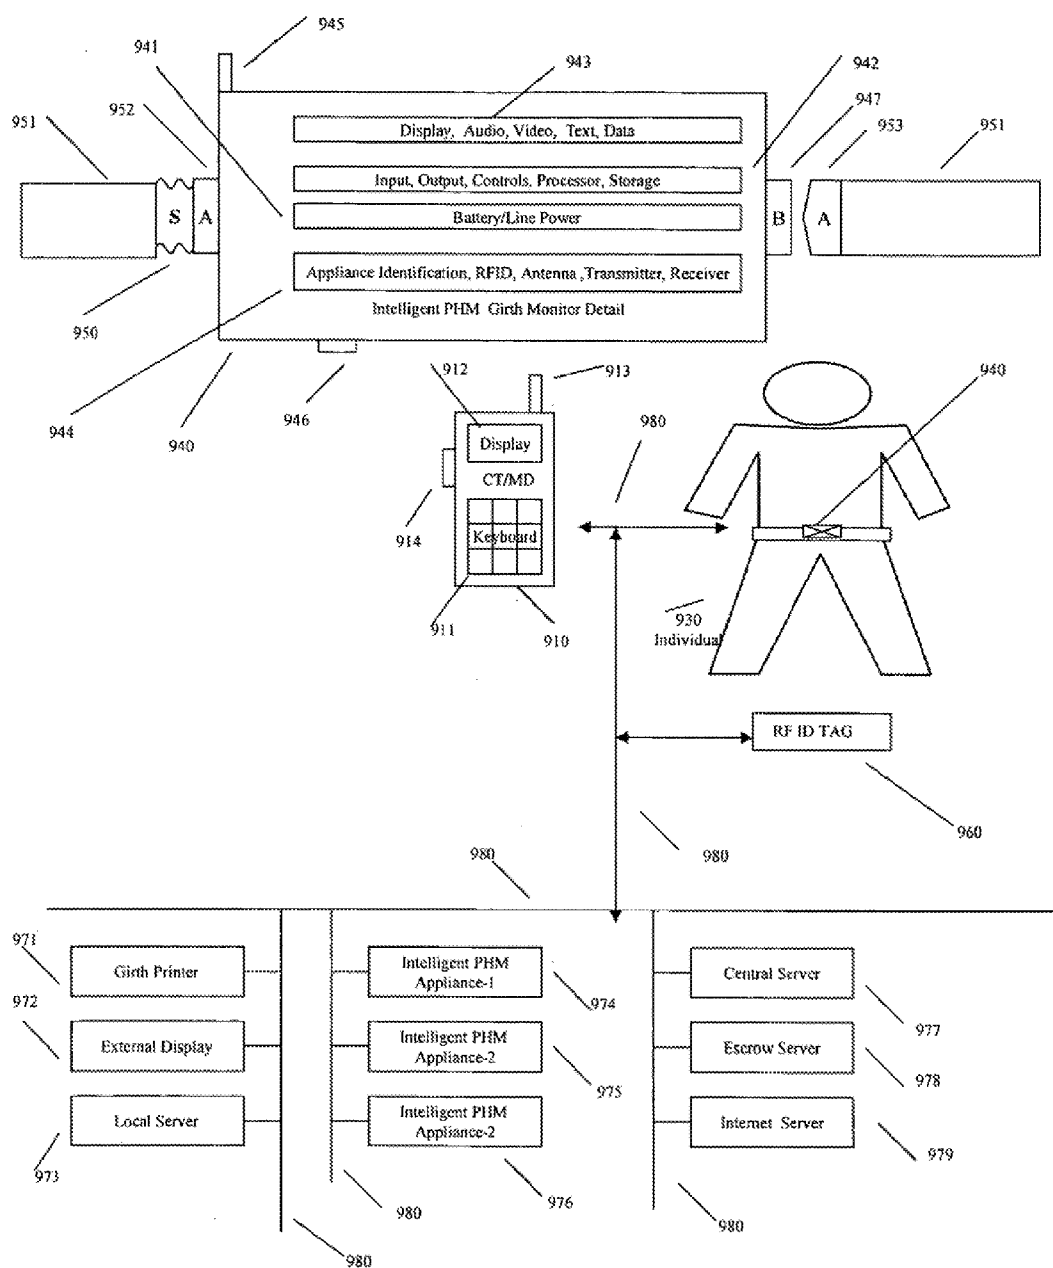 945
941
943
942
952
947
951
953
951
Display, Audio, Video, Text, Data
Input, Output, Controls, Processor, Storage
S A
Battery/Line Power
B A
Appliance Identification, RFID, Antenna ,Transmitter, Receiver
Intelligent PHM Girth Monitor Detail
950
944
940
946
912
913
940
980
Display
CT/MD
914
Keyboard
911
910
930
Individual
RF ID TAG
960
980
980
971
Girth Printer
Intelligent PHM
Appliance-1
Central Server
972
974
977
External Display
Intelligent PHM
Appliance-2
Escrow Server
975
978
Local Server
Intelligent PHM
Appliance-2
Internet Server
973
976
979
980
980
980